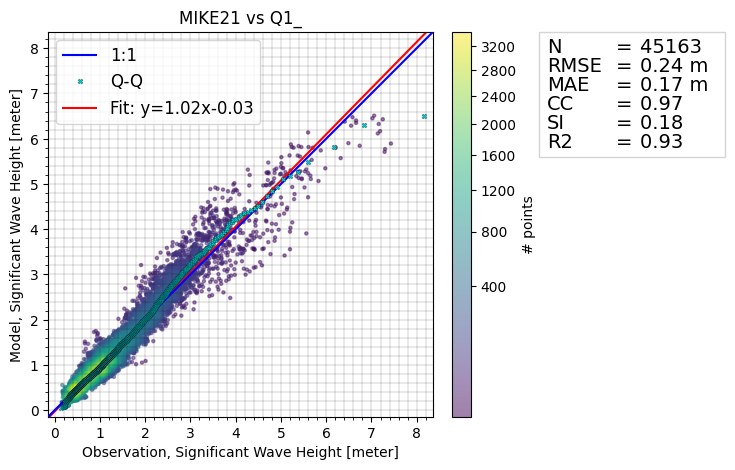 MIKE21 vs Q1_
1:1
Q-Q
Fit: y=1.02x-0.03
8
7
6
5
4
3
2
1
0
Model, Significant Wave Height [meter]
0 1 2 3 4 5 6 7 8
Observation, Significant Wave Height [meter]
3200
2800
2400
2000
1600
1200
800
400
# points
N = 45163
RMSE = 0.24 m
MAE = 0.17 m
CC = 0.97
SI = 0.18
R2 = 0.93